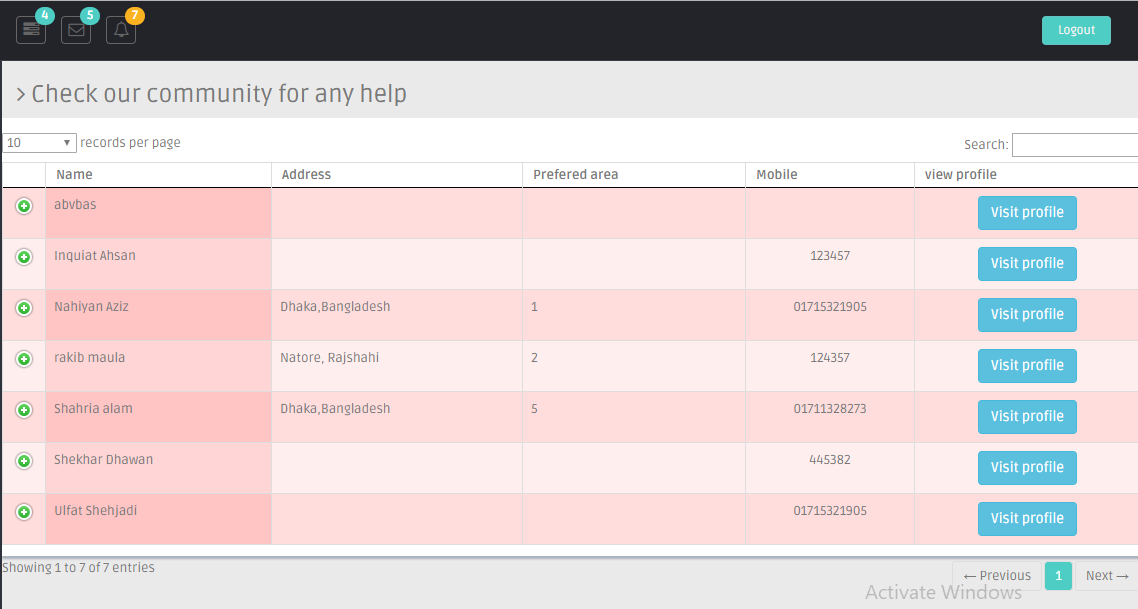 4 5 7
Logout
> Check our community for any help
10 records per page Search:
Name Address Prefered area Mobile view profile
abvbas Visit profile
Inquiat Ahsan 123457 Visit profile
Nahiyan Aziz Dhaka,Bangladesh 1 01715321905 Visit profile
rakib maula Natore, Rajshahi 2 124357 Visit profile
Shahria alam Dhaka,Bangladesh 5 01711328273 Visit profile
Shekhar Dhawan 445382 Visit profile
Ulfat Shehjadi 01715321905 Visit profile
Showing 1 to 7 of 7 entries ← Previous 1 Next →
Activate Windows